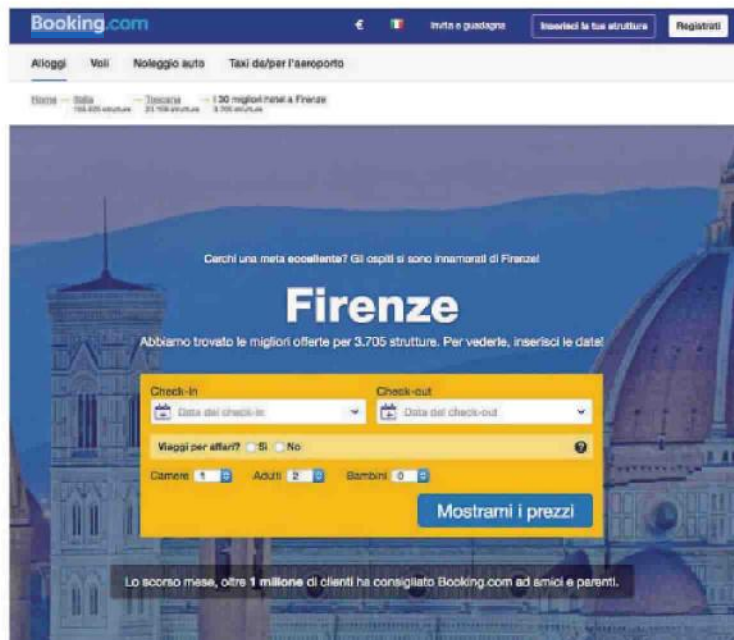 Booking.com
€ Invita e guadagna Inserisci la tua struttura Registrati
Alloggi Voli Noleggio auto Taxi da/per l'aeroporto
Home Italia Toscana I 30 migliori hotel a Firenze
3.705 strutture
Cerchi una meta eccellente? Gli ospiti si sono innamorati di Firenze!
Firenze
Abbiamo trovato le migliori offerte per 3.705 strutture. Per vederle, inserisci le date!
Check-in Check-out
Data del check-in Data del check-out
Viaggi per affari? Sì No
Camere 1 Adulti 2 Bambini 0
Mostrami i prezzi
Lo scorso mese, oltre 1 milione di clienti ha consigliato Booking.com ad amici e parenti.